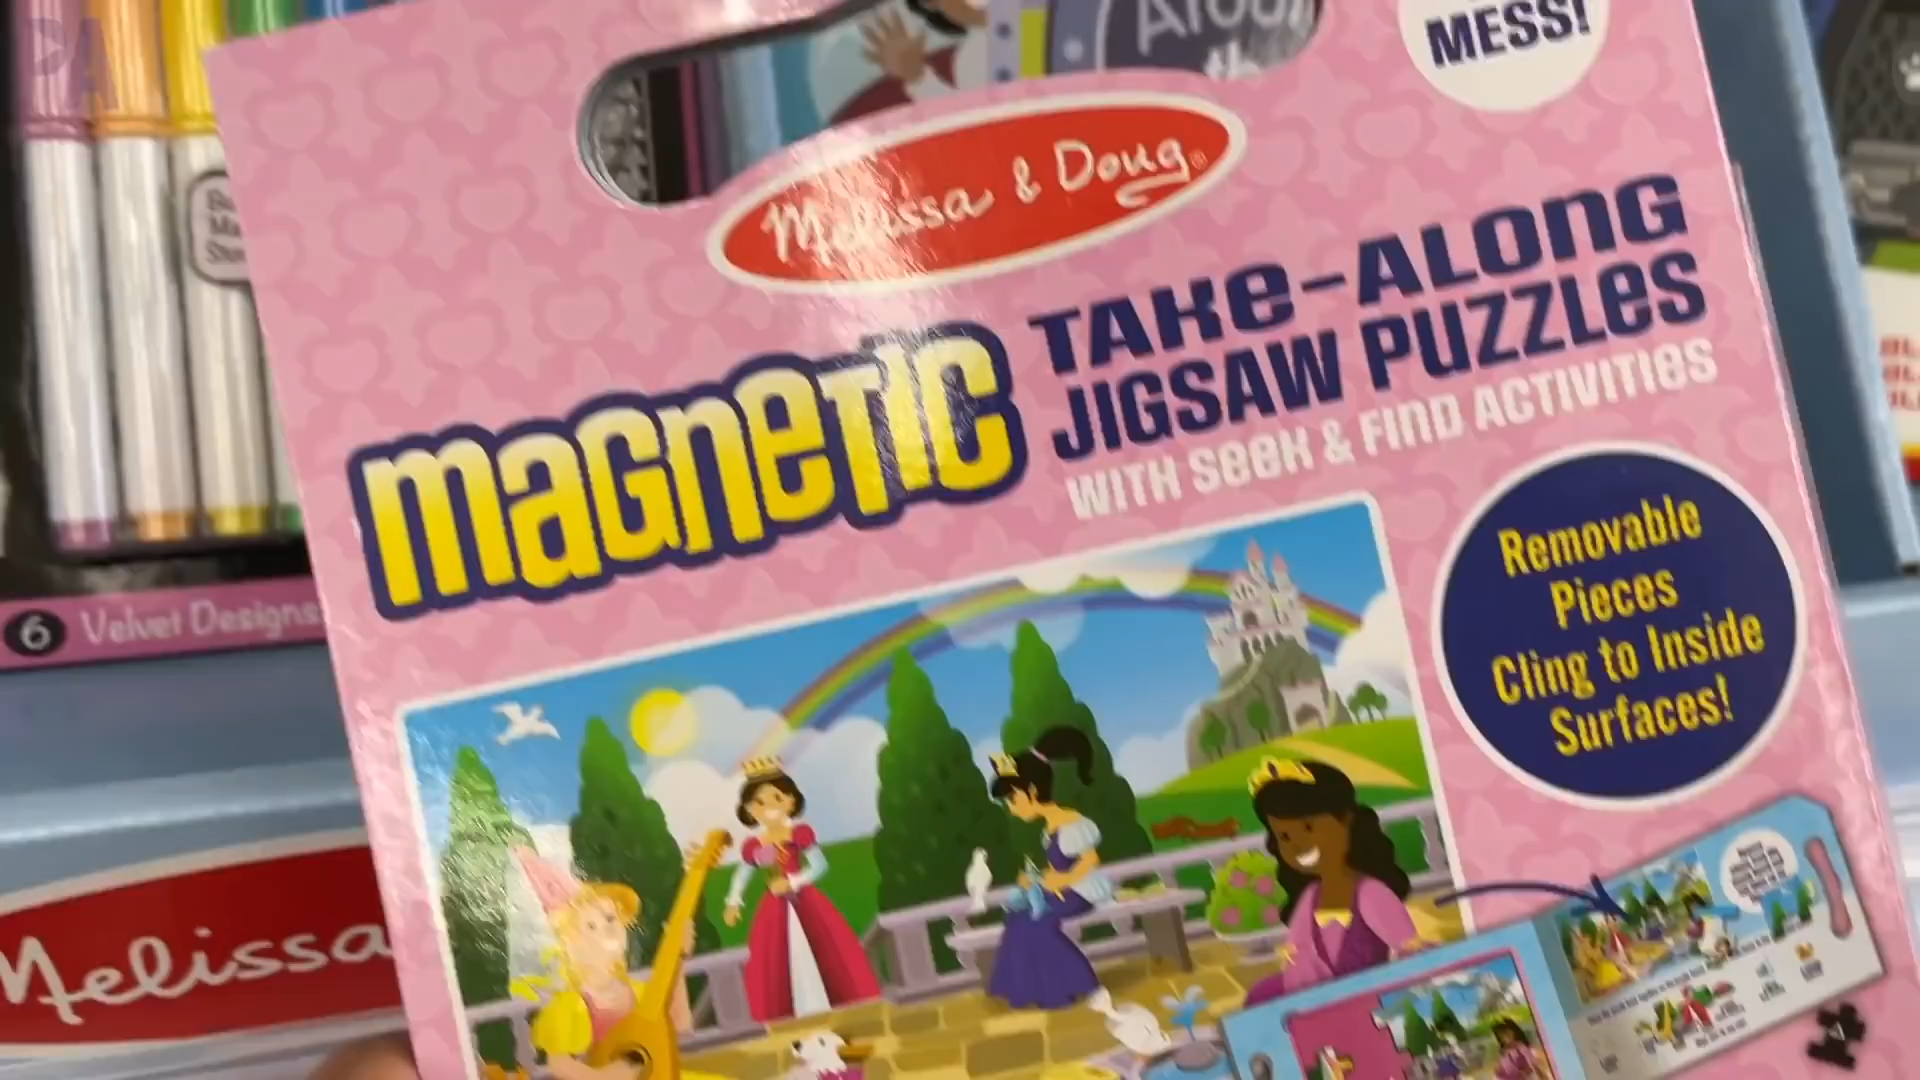 MESS!
Melissa & Doug
magnetic
TAKE-ALONG
JIGSAW PUZZLES
WITH SEEK & FIND ACTIVITIES
Removable
Pieces
Cling to Inside
Surfaces!
6 Velvet Designs
Melissa